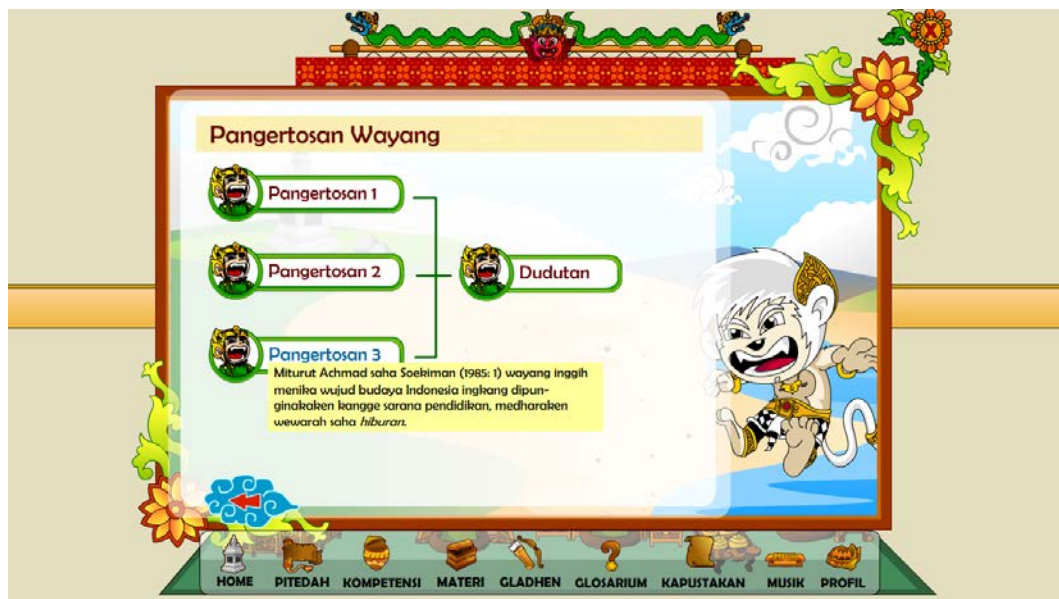 X
Pangertosan Wayang
Pangertosan 1
Pangertosan 2
Dudutan
Pangertosan 3
Miturut Achmad saha Soekiman (1985: 1) wayang inggih
menika wujud budaya Indonesia ingkang dipun-
ginakaken kangge sarana pendidikan, medharaken
wewarah saha hiburan.
HOME PITEDAH KOMPETENSI MATERI GLADHEN GLOSARIUM KAPUSTAKAN MUSIK PROFIL